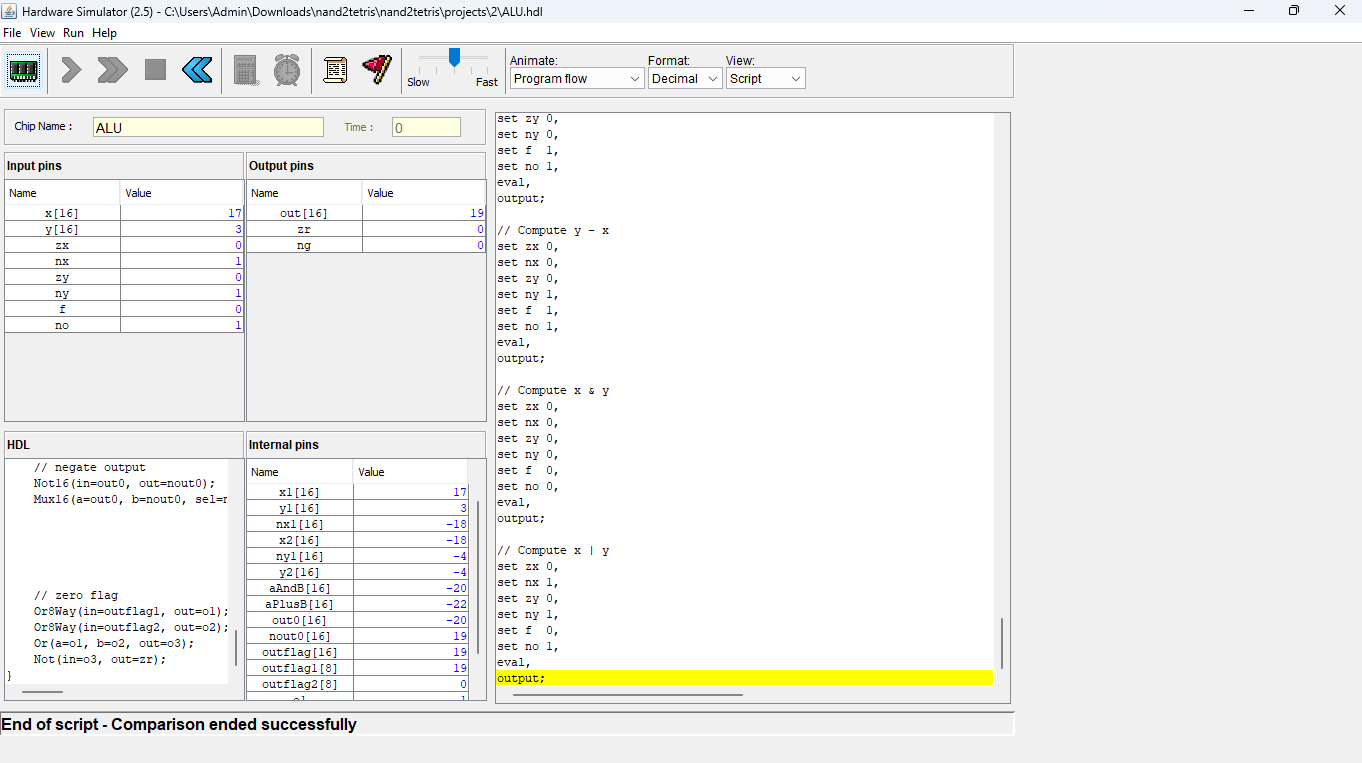 Hardware Simulator (2.5) - C:\Users\Admin\Downloads\nand2tetris\nand2tetris\projects\2\ALU.hdl
File View Run Help
Slow Fast
Animate: Format: View:
Program flow Decimal Script
Chip Name : ALU Time : 0
Input pins
Name Value
x[16] 17
y[16] 3
zx 0
nx 1
zy 0
ny 1
f 0
no 1
Output pins
Name Value
out[16] 19
zr 0
ng 0
HDL
// negate output
Not16(in=out0, out=nout0);
Mux16(a=out0, b=nout0, sel=n
// zero flag
Or8Way(in=outflag1, out=o1);
Or8Way(in=outflag2, out=o2);
Or(a=o1, b=o2, out=o3);
Not(in=o3, out=zr);
}
Internal pins
Name Value
x1[16] 17
y1[16] 3
nx1[16] -18
x2[16] -18
ny1[16] -4
y2[16] -4
aAndB[16] -20
aPlusB[16] -22
out0[16] -20
nout0[16] 19
outflag[16] 19
outflag1[8] 19
outflag2[8] 0
o1 1
set zy 0,
set ny 0,
set f 1,
set no 1,
eval,
output;
// Compute y - x
set zx 0,
set nx 0,
set zy 0,
set ny 1,
set f 1,
set no 1,
eval,
output;
// Compute x & y
set zx 0,
set nx 0,
set zy 0,
set ny 0,
set f 0,
set no 0,
eval,
output;
// Compute x | y
set zx 0,
set nx 1,
set zy 0,
set ny 1,
set f 0,
set no 1,
eval,
output;
End of script - Comparison ended successfully